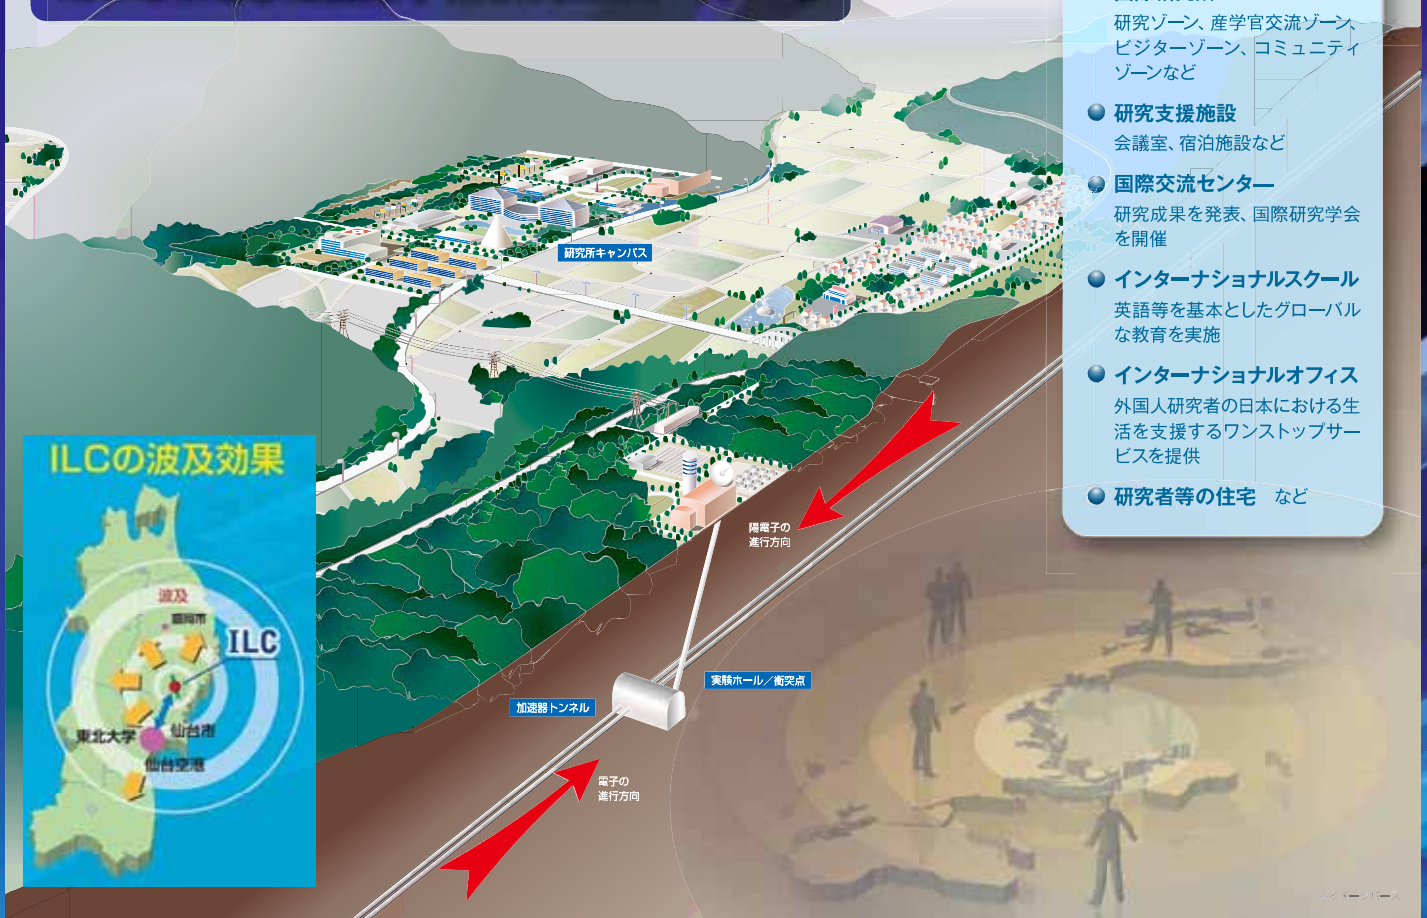 研究ゾーン、産学官交流ゾーン、
ビジターゾーン、コミュニティ
ゾーンなど
研究支援施設
会議室、宿泊施設など
国際交流センター
研究成果を発表、国際研究学会
を開催
インターナショナルスクール
英語等を基本としたグローバル
な教育を実施
インターナショナルオフィス
外国人研究者の日本における生
活を支援するワンストップサー
ビスを提供
研究者等の住宅 など
研究所キャンパス
陽電子の
進行方向
実験ホール／衝突点
加速器トンネル
電子の
進行方向
ILCの波及効果
波及
盛岡市
ILC
東北大学
仙台市
仙台空港